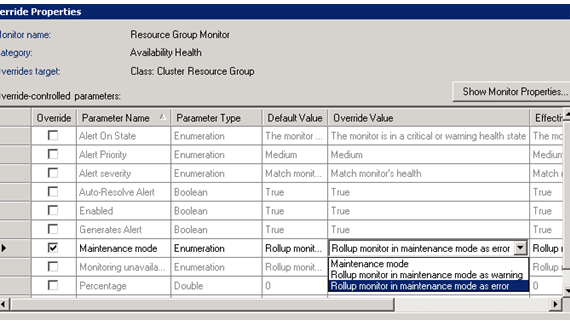 erride Properties
onitor name: Resource Group Monitor
ategory: Availability Health
verrides target: Class: Cluster Resource Group
verride-controlled parameters: Show Monitor Properties...
Override Parameter Name Parameter Type Default Value Override Value Effecti
Alert On State Enumeration The monitor ... The monitor is in a critical or warning health state The mo
Alert Priority Enumeration Medium Medium Medium
Alert severity Enumeration Match monit... Match monitor's health Match
Auto-Resolve Alert Boolean True True True
Enabled Boolean True True True
Generates Alert Boolean True True True
Maintenance mode Enumeration Rollup monit... Rollup monitor in maintenance mode as error Rollup
Monitoring unavaila... Enumeration Rollup monit... Maintenance mode Rollup
Rollup monitor in maintenance mode as warning
Percentage Double 0 Rollup monitor in maintenance mode as error 0